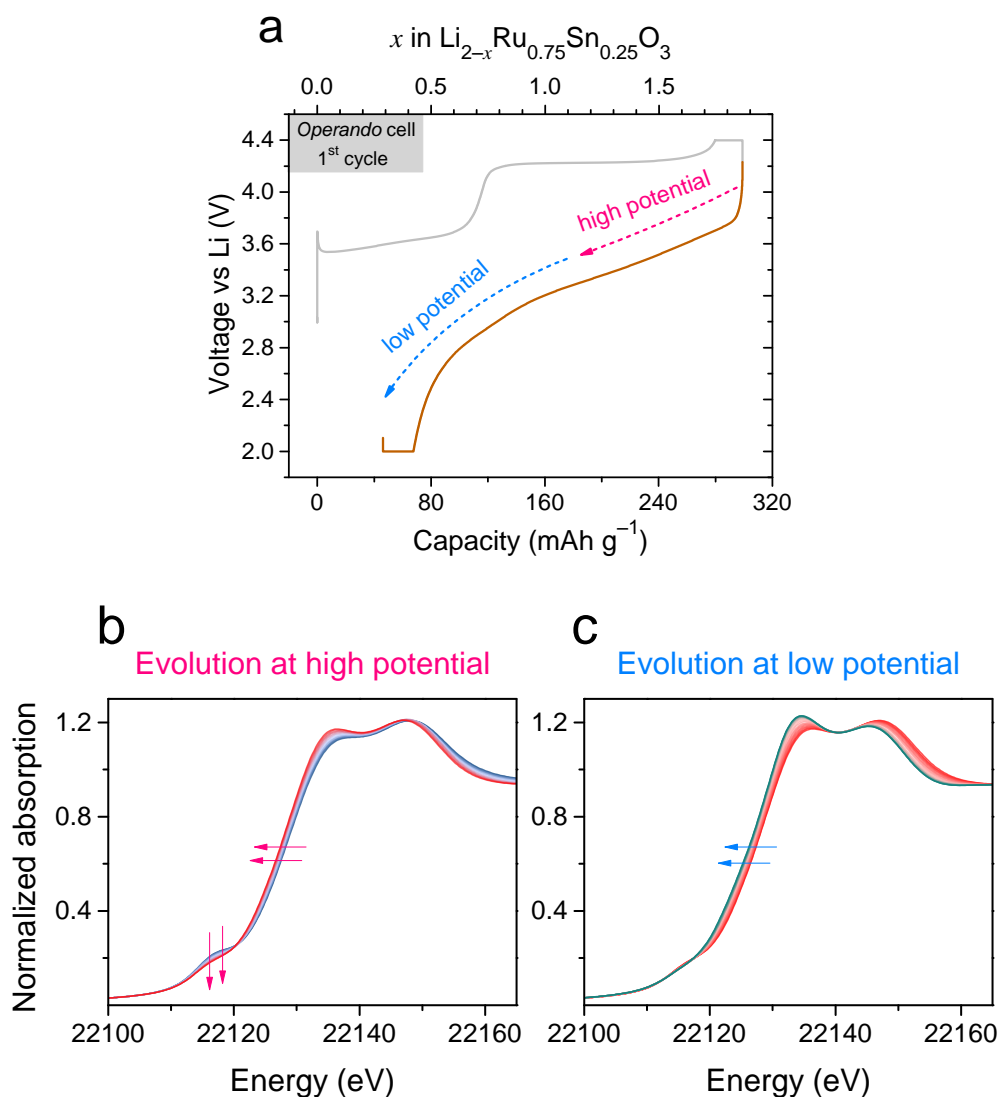 a
x in Li2–xRu0.75Sn0.25O3
0.0 0.5 1.0 1.5 2.0
Operando cell
1st cycle
4.4
4.0
3.6
3.2
2.8
2.4
2.0
Voltage vs Li (V)
high potential
low potential
0 80 160 240 320
Capacity (mAh g–1)
b
Evolution at high potential
1.2
0.8
0.4
Normalized absorption
22100 22120 22140 22160
Energy (eV)
c
Evolution at low potential
1.2
0.8
0.4
22100 22120 22140 22160
Energy (eV)